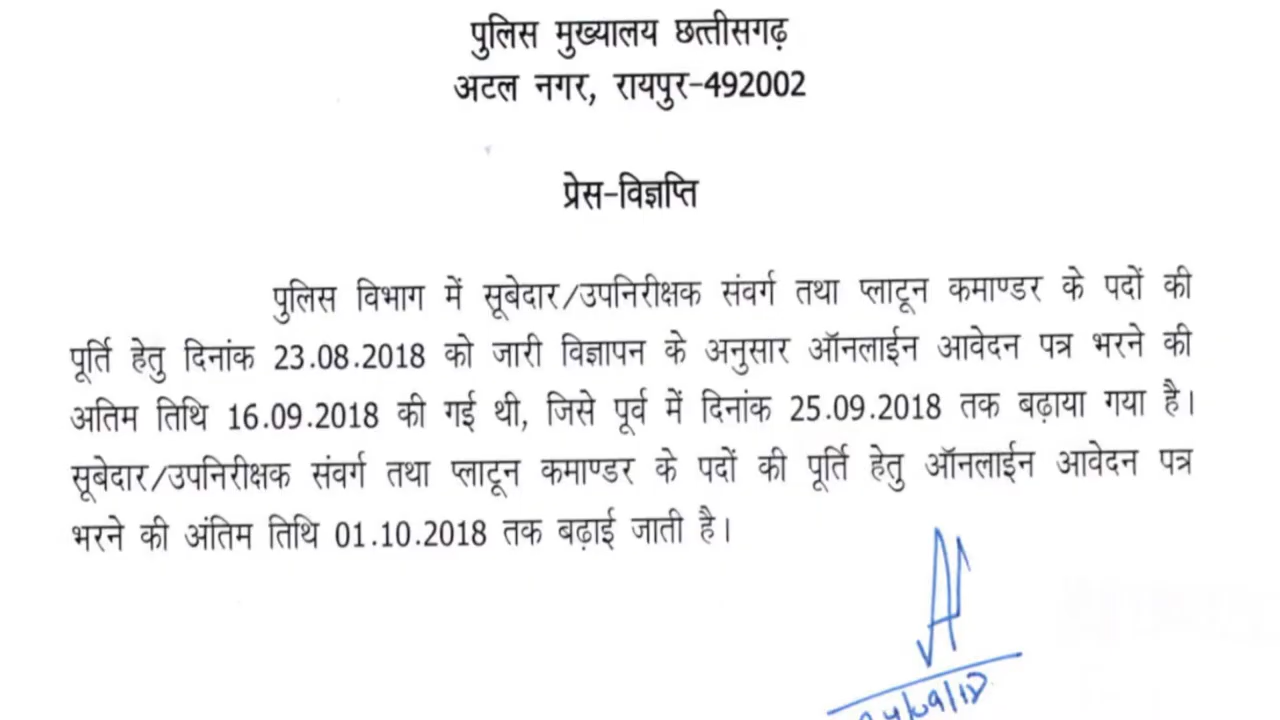 पुलिस मुख्यालय छत्तीसगढ़
अटल नगर, रायपुर-492002
प्रेस-विज्ञप्ति
पुलिस विभाग में सूबेदार/उपनिरीक्षक संवर्ग तथा प्लाटून कमाण्डर के पदों की
पूर्ति हेतु दिनांक 23.08.2018 को जारी विज्ञापन के अनुसार ऑनलाईन आवेदन पत्र भरने की
अतिम तिथि 16.09.2018 की गई थी, जिसे पूर्व में दिनांक 25.09.2018 तक बढ़ाया गया है।
सूबेदार/उपनिरीक्षक संवर्ग तथा प्लाटून कमाण्डर के पदों की पूर्ति हेतु ऑनलाईन आवेदन पत्र
भरने की अंतिम तिथि 01.10.2018 तक बढ़ाई जाती है।